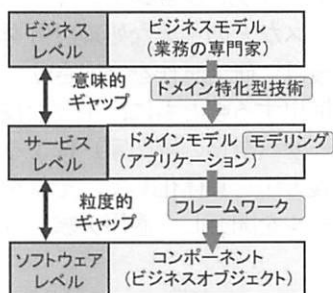 ビジネス
レベル
ビジネスモデル
(業務の専門家)
意味的
ギャップ
ドメイン特化型技術
サービス
レベル
ドメインモデル
モデリング
(アプリケーション)
粒度的
ギャップ
フレームワーク
ソフトウェア
レベル
コンポーネント
(ビジネスオブジェクト)